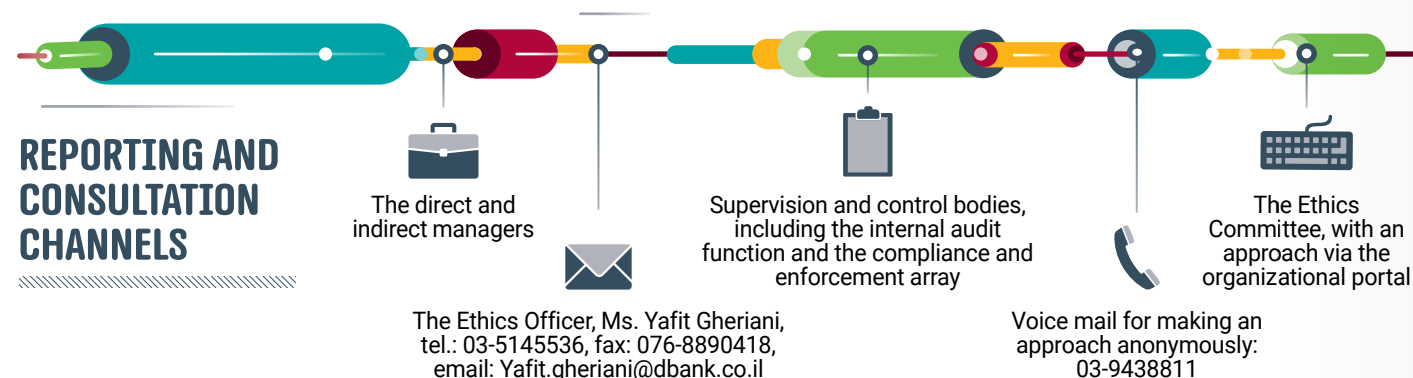 REPORTING AND
CONSULTATION
CHANNELS
The direct and
indirect managers
The Ethics Officer, Ms. Yafit Gheriani,
tel.: 03-5145536, fax: 076-8890418,
email: Yafit.gheriani@dbank.co.il
Supervision and control bodies,
including the internal audit
function and the compliance and
enforcement array
Voice mail for making an
approach anonymously:
03-9438811
The Ethics
Committee, with an
approach via the
organizational portal